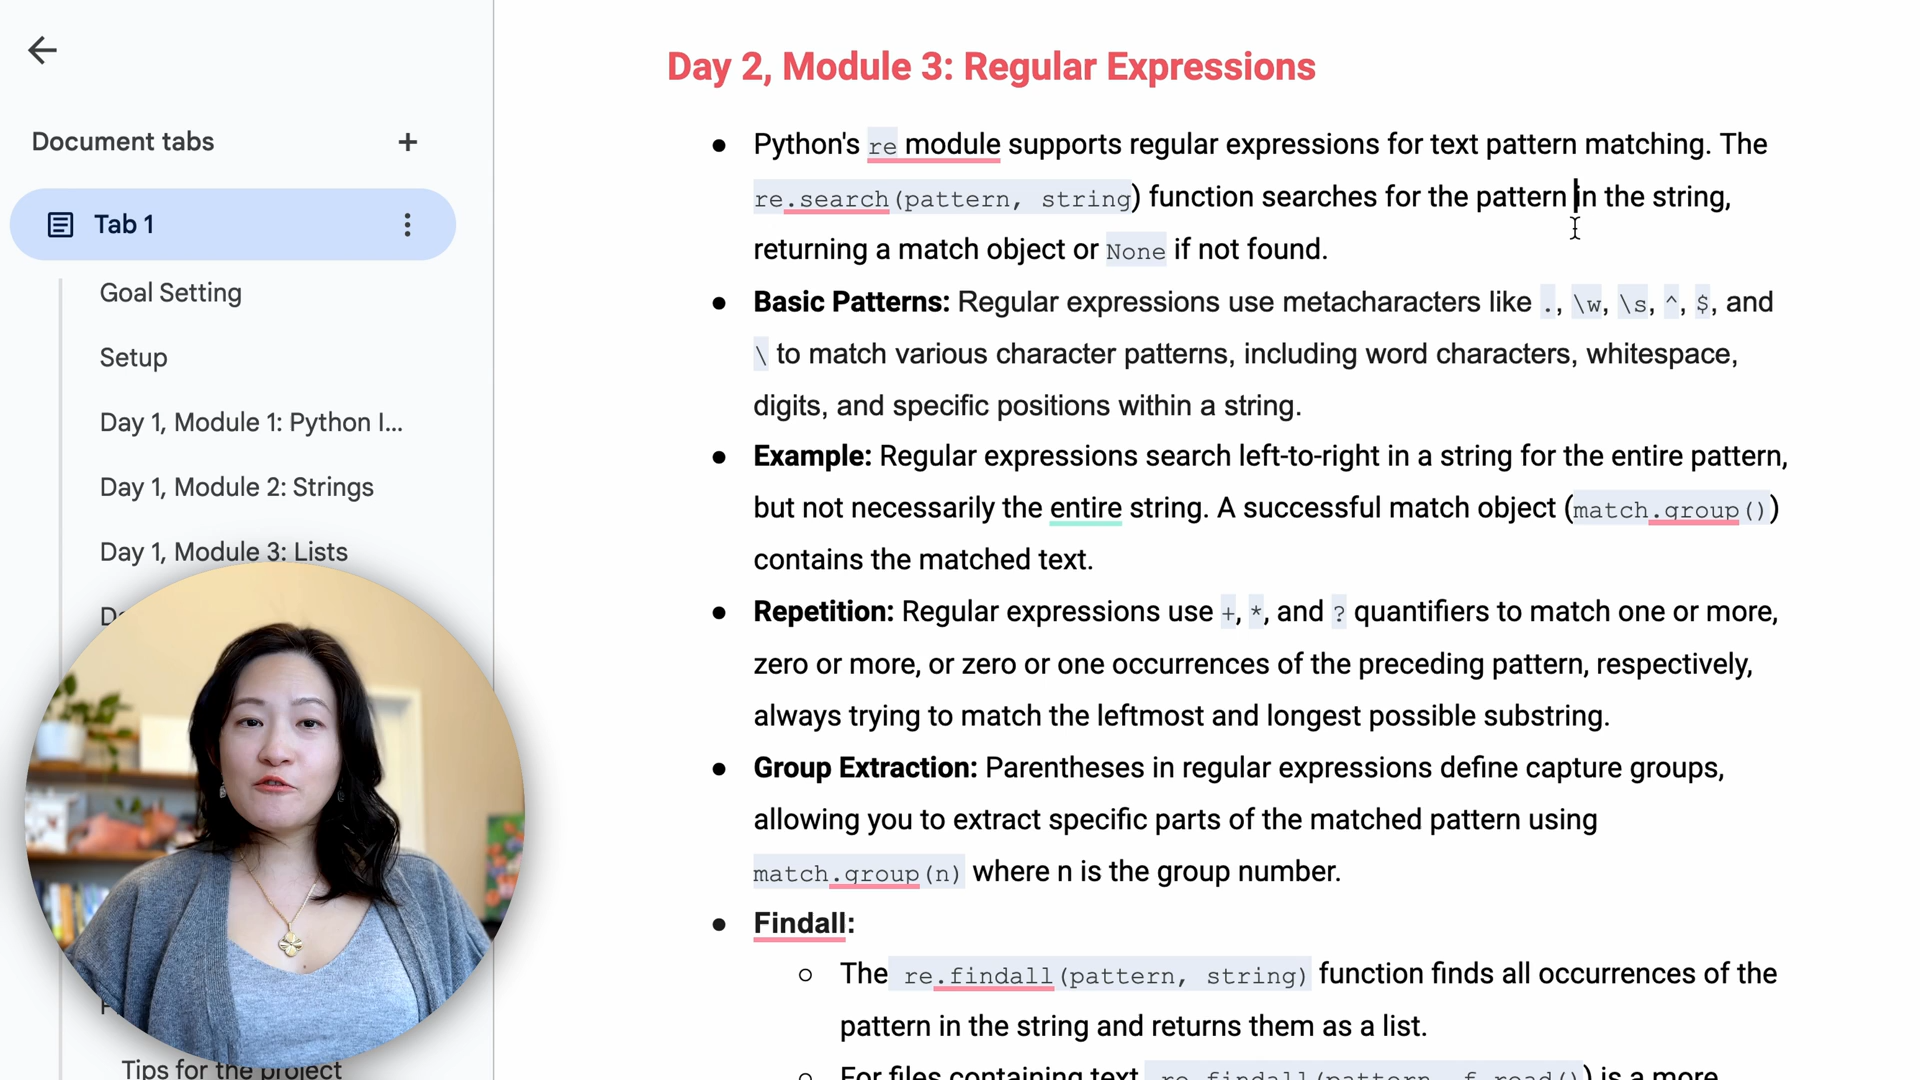 Day 2, Module 3: Regular Expressions
Document tabs
+
Tab 1
Goal Setting
Setup
Day 1, Module 1: Python I...
Day 1, Module 2: Strings
Day 1, Module 3: Lists
Tips for the project
● Python's re module supports regular expressions for text pattern matching. The
re.search(pattern, string) function searches for the pattern in the string,
returning a match object or None if not found.
● Basic Patterns: Regular expressions use metacharacters like ., \w, \s, ^, $, and
\ to match various character patterns, including word characters, whitespace,
digits, and specific positions within a string.
● Example: Regular expressions search left-to-right in a string for the entire pattern,
but not necessarily the entire string. A successful match object (match.group())
contains the matched text.
● Repetition: Regular expressions use +, *, and ? quantifiers to match one or more,
zero or more, or zero or one occurrences of the preceding pattern, respectively,
always trying to match the leftmost and longest possible substring.
● Group Extraction: Parentheses in regular expressions define capture groups,
allowing you to extract specific parts of the matched pattern using
match.group(n) where n is the group number.
● Findall:
○ The re.findall(pattern, string) function finds all occurrences of the
pattern in the string and returns them as a list.
○ For files containing text, re.findall(pattern, f.read()) is a more